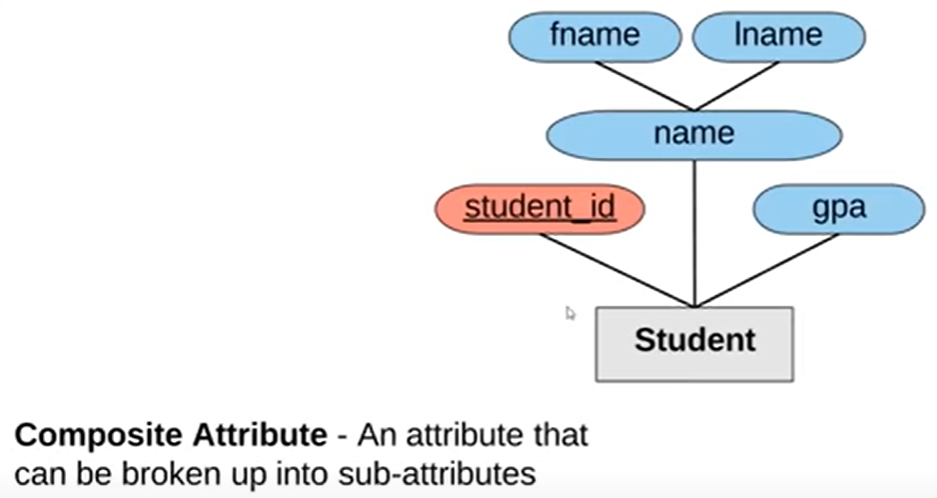 fname lname
name
student_id gpa
Student
Composite Attribute - An attribute that
can be broken up into sub-attributes